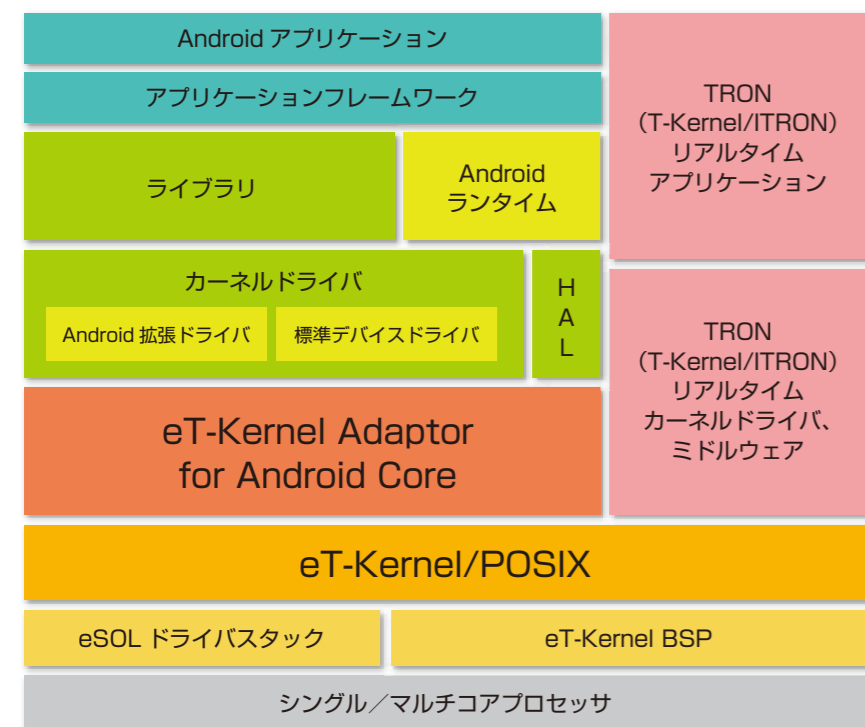 Android アプリケーション
アプリケーションフレームワーク
ライブラリ
Android
ランタイム
カーネルドライバ
Android 拡張ドライバ
標準デバイスドライバ
H
A
L
eT-Kernel Adaptor
for Android Core
TRON
（T-Kernel/ITRON）
リアルタイム
アプリケーション
TRON
（T-Kernel/ITRON）
リアルタイム
カーネルドライバ、
ミドルウェア
eT-Kernel/POSIX
eSOL ドライバスタック
eT-Kernel BSP
シングル／マルチコアプロセッサ